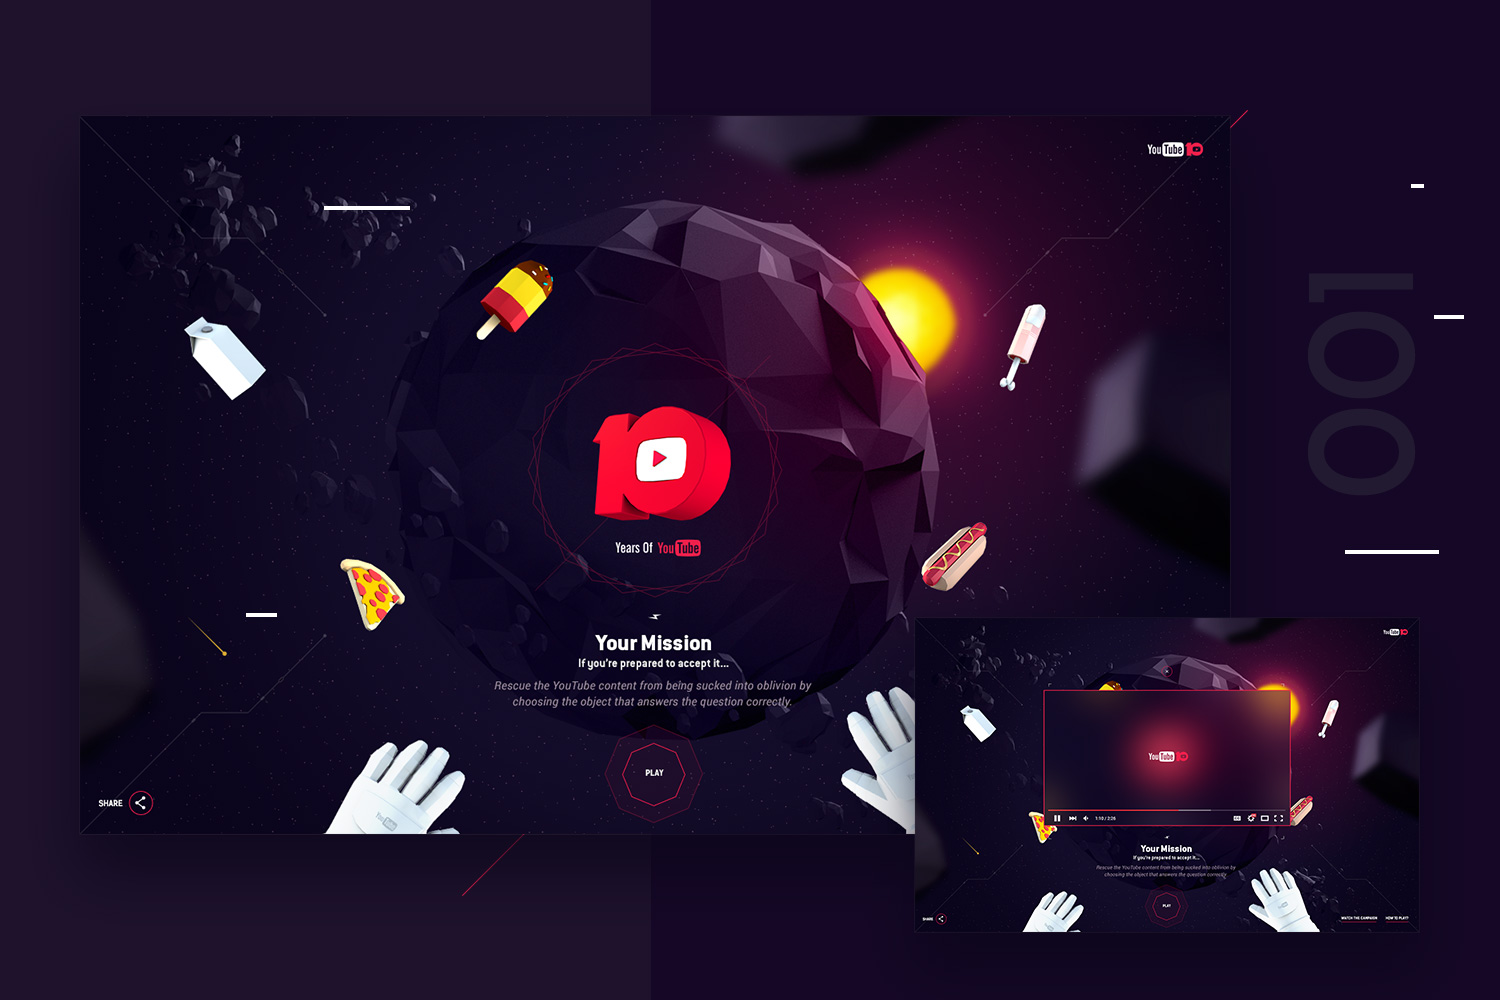 YouTube 10
100
10
Years Of YouTube
Your Mission
If you're prepared to accept it...
Rescue the YouTube content from being sucked into oblivion by
choosing the object that answers the question correctly.
PLAY
SHARE
YouTube
YouTube 10
YouTube 10
1:10 / 2:26
Your Mission
If you're prepared to accept it...
Rescue the YouTube content from being sucked into oblivion by
choosing the object that answers the question correctly.
PLAY
SHARE
WATCH THE CAMPAIGN
HOW TO PLAY?